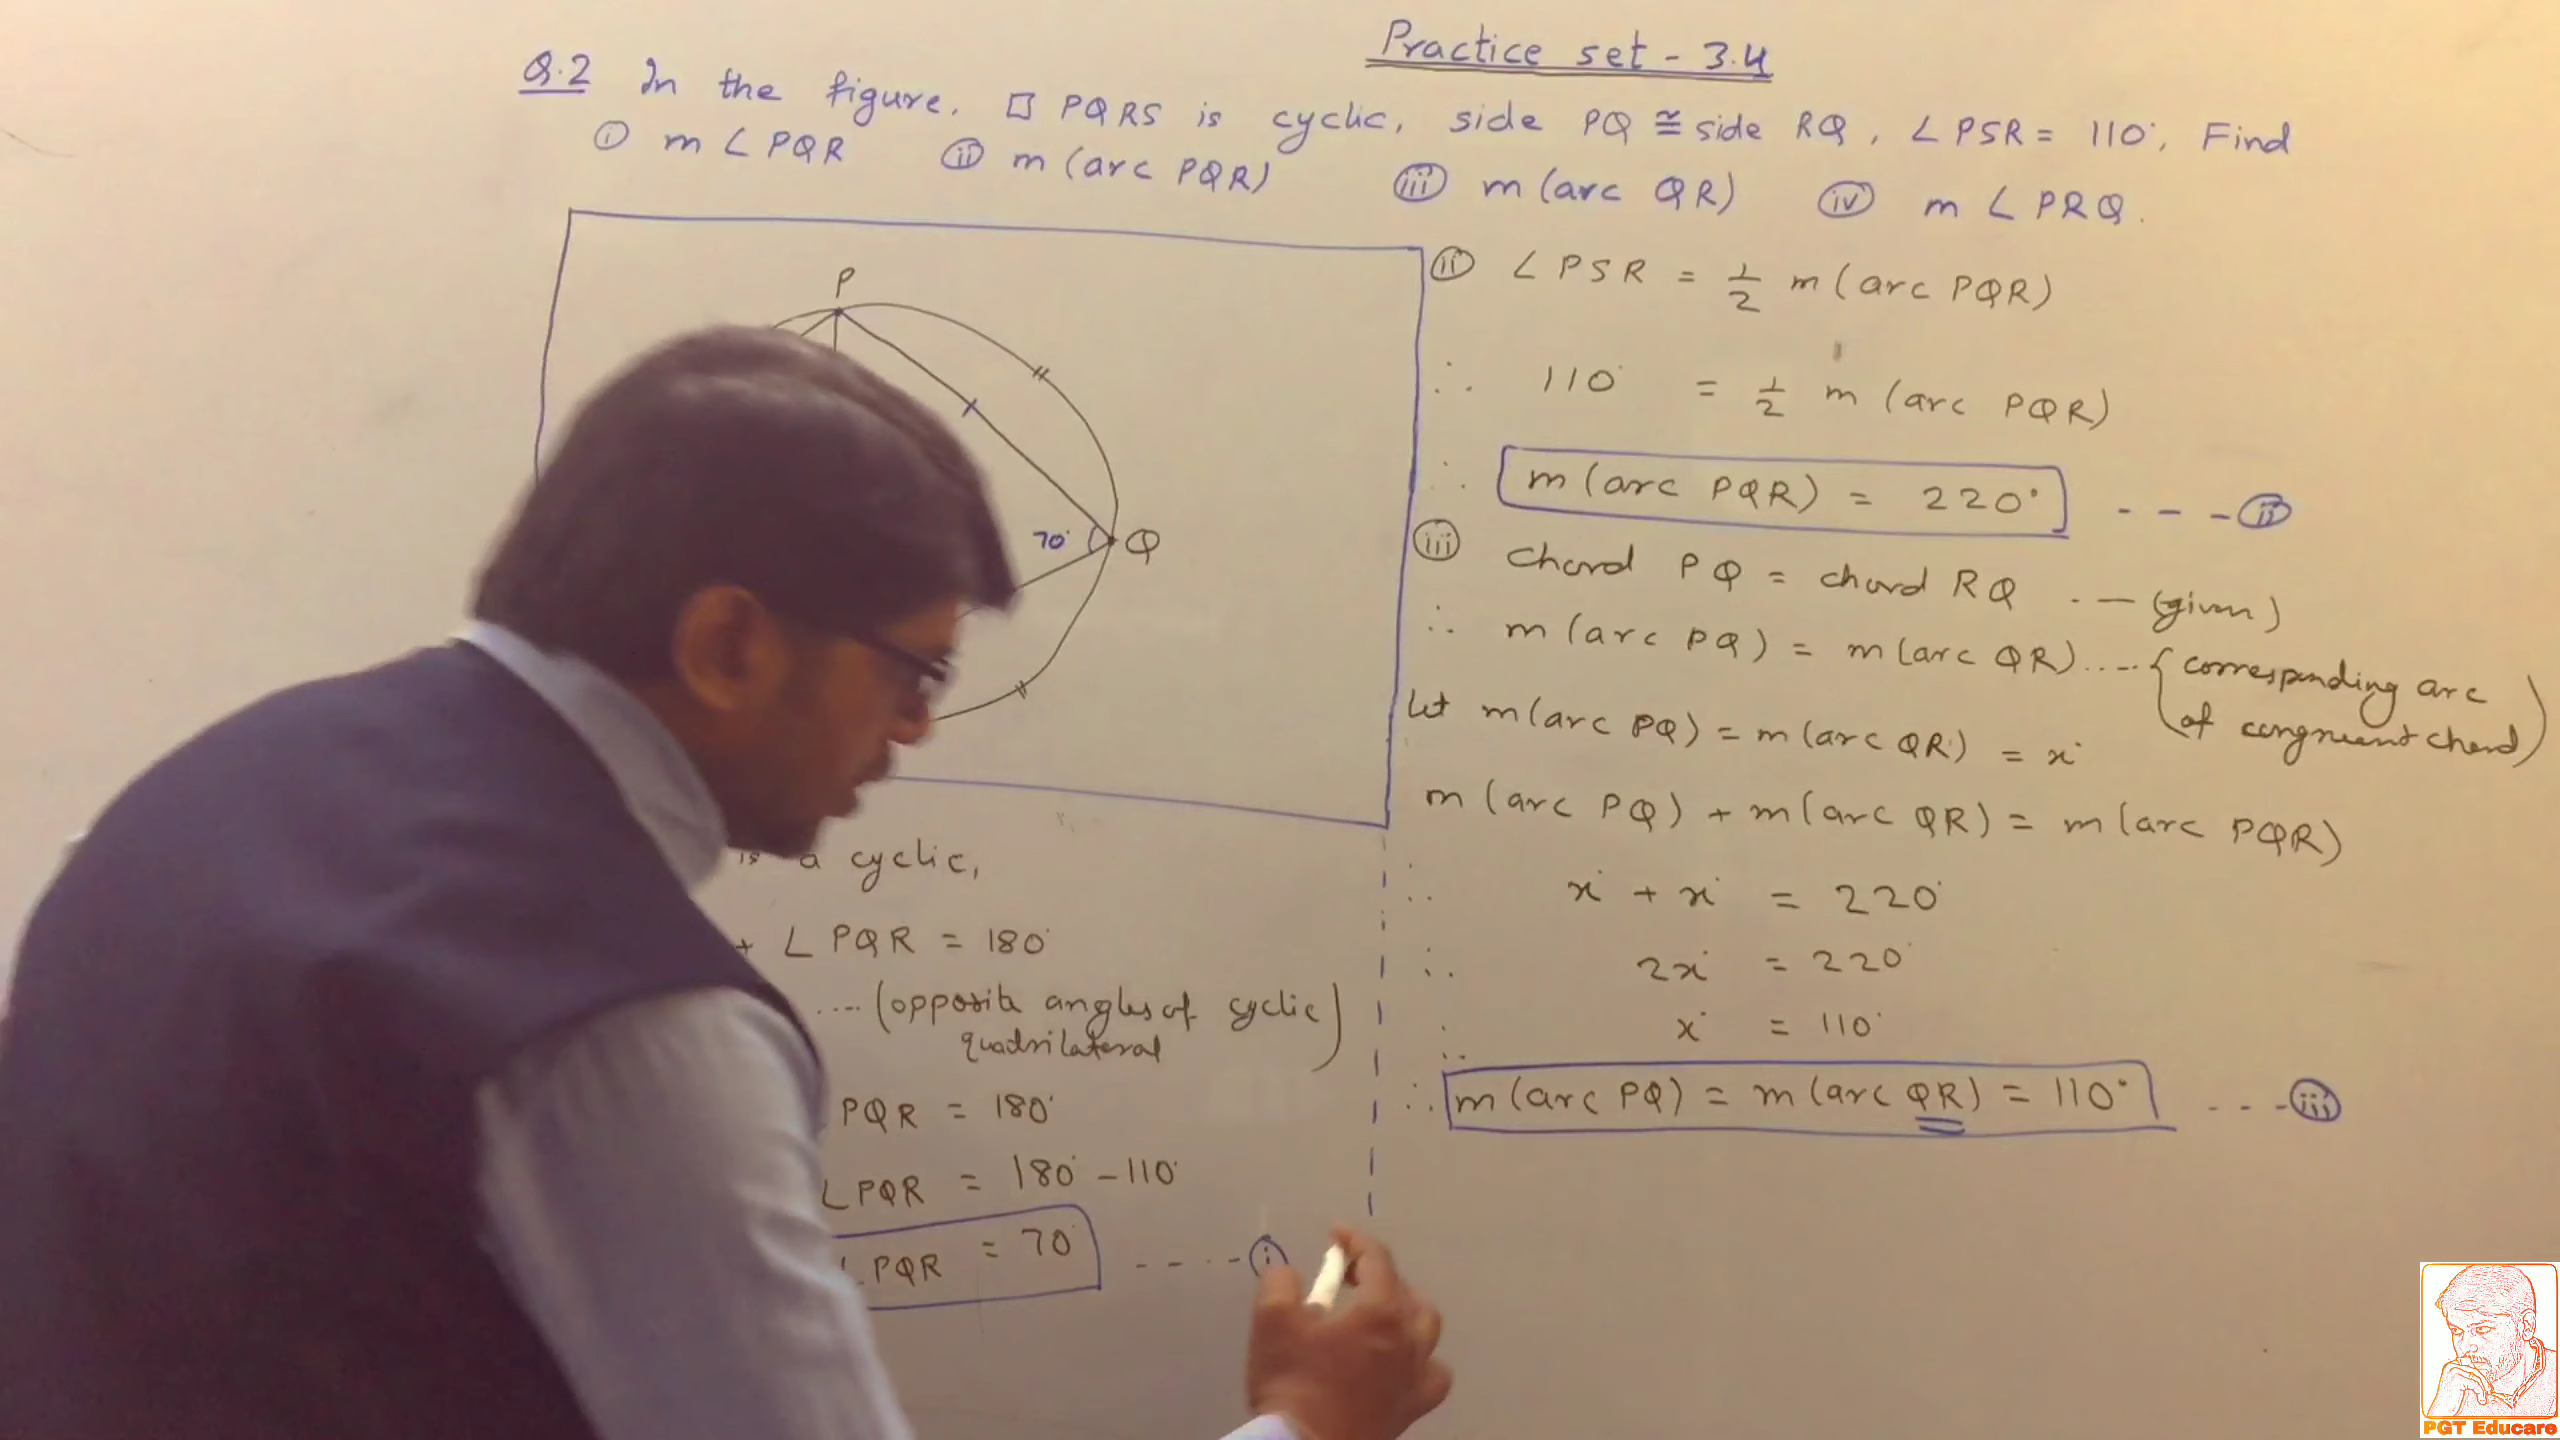 Practice set - 3.4
Q.2 In the figure. □ PQRS is cyclic, side PQ ≅ side RQ, ∠PSR = 110°, Find
(i) m∠PQR (ii) m(arc PQR) (iii) m(arc QR) (iv) m∠PRQ.
P
70°
Q
is a cyclic,
+ ∠PQR = 180°
.... (opposite angles of cyclic
quadrilateral)
PQR = 180°
∠PQR = 180° - 110°
∠PQR = 70° - - - - (i)
(ii) ∠PSR = 1/2 m(arc PQR)
∴ 110° = 1/2 m(arc PQR)
∴ m(arc PQR) = 220° - - - (ii)
(iii) chord PQ = chord RQ - - (given)
∴ m(arc PQ) = m(arc QR) .... {corresponding arc
of congruent chord}
Let m(arc PQ) = m(arc QR) = x°
m(arc PQ) + m(arc QR) = m(arc PQR)
∴ x° + x° = 220°
∴ 2x° = 220°
∴ x° = 110°
∴ m(arc PQ) = m(arc QR) = 110° - - - (iii)
PGT Educare